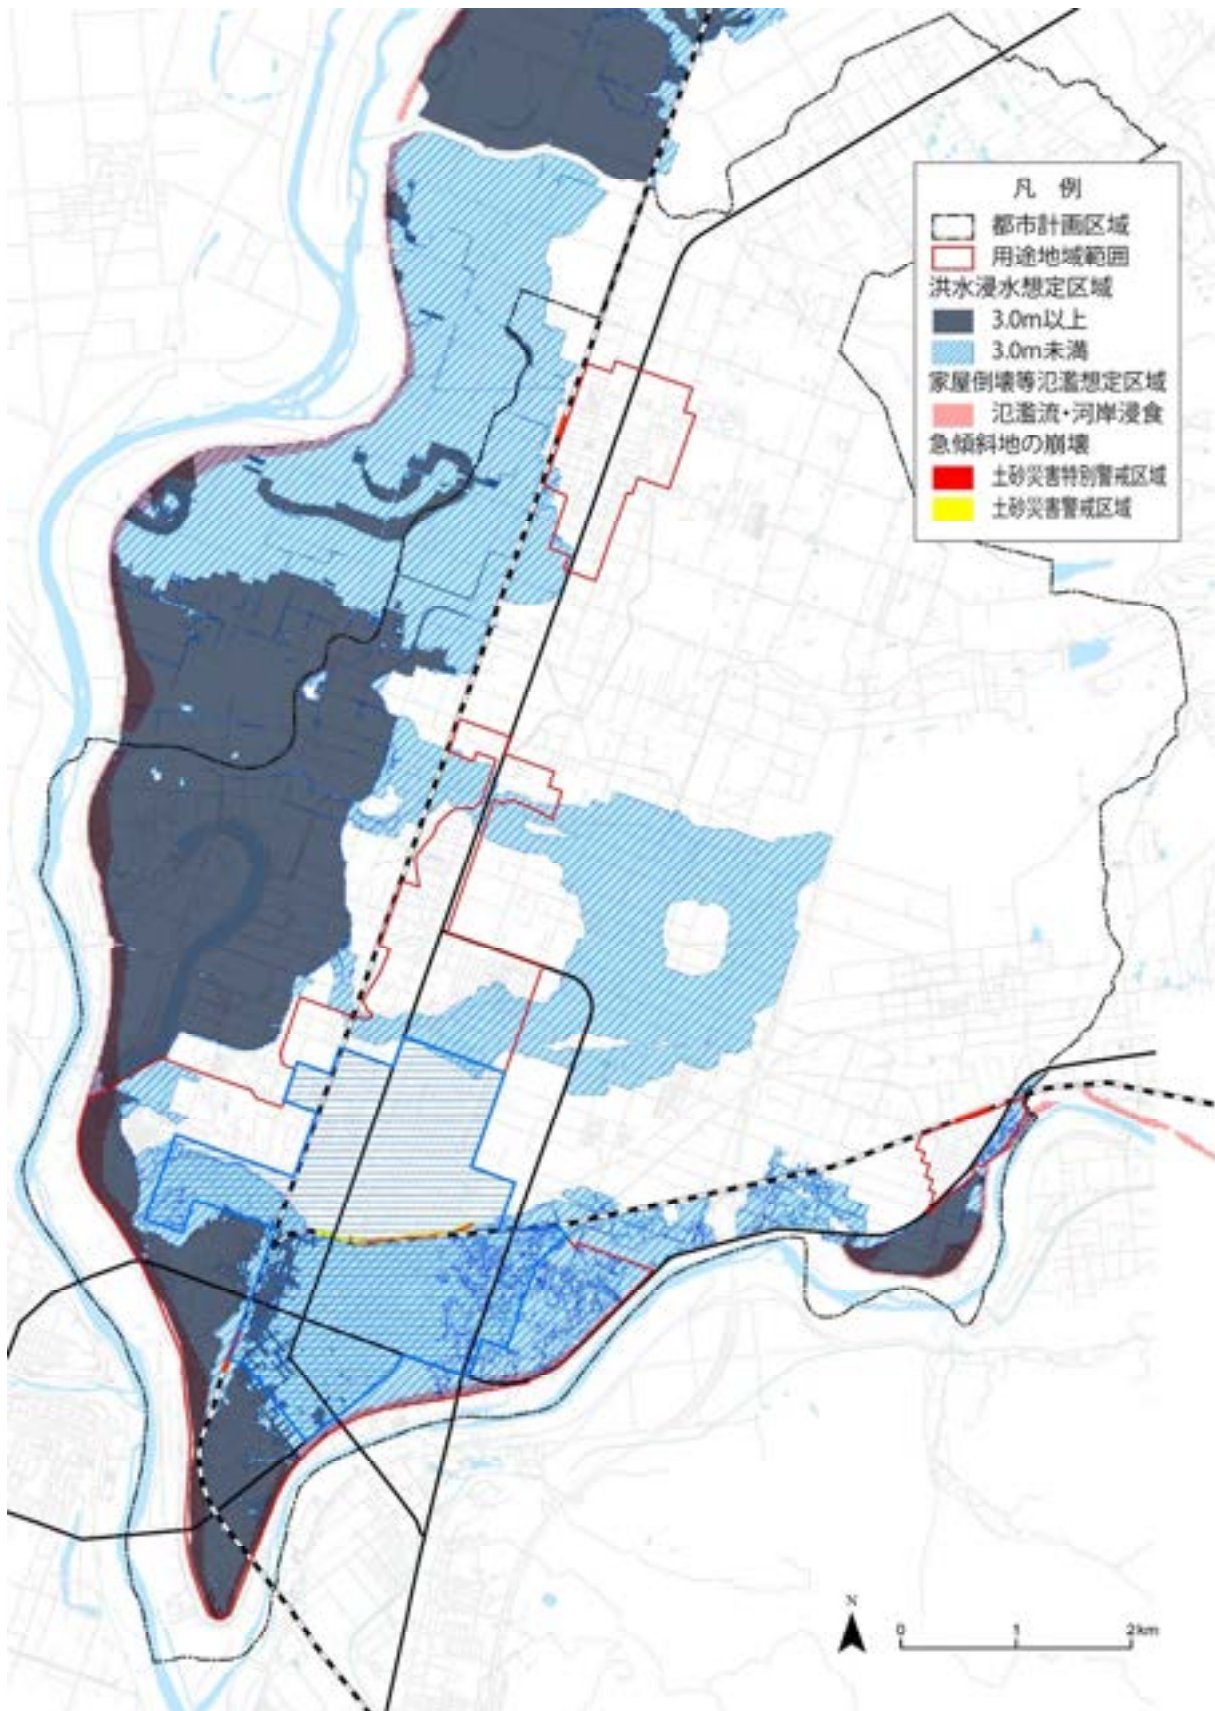 凡 例
都市計画区域
用途地域範囲
洪水浸水想定区域
3.0m以上
3.0m未満
家屋倒壊等氾濫想定区域
氾濫流・河岸浸食
急傾斜地の崩壊
土砂災害特別警戒区域
土砂災害警戒区域
N
0 1 2km